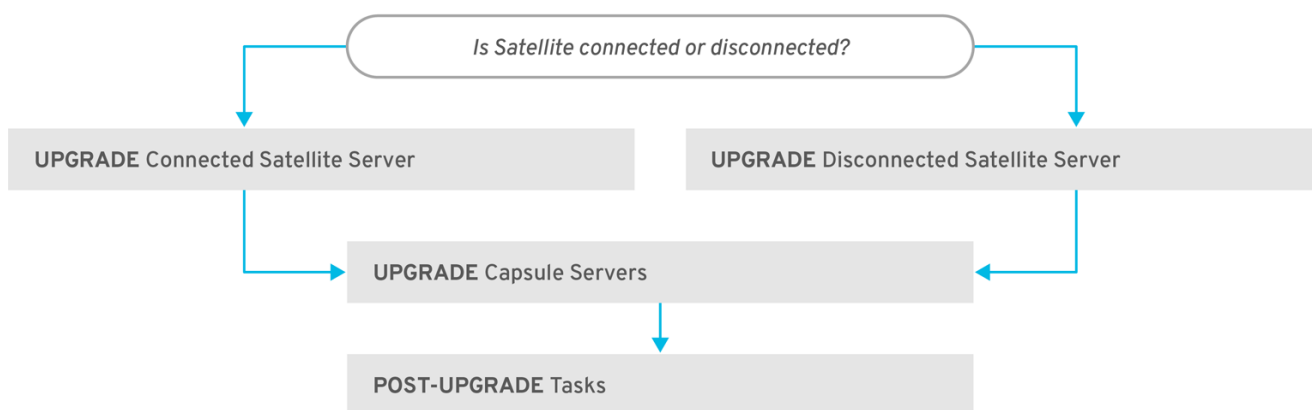 Is Satellite connected or disconnected?
UPGRADE Connected Satellite Server
UPGRADE Disconnected Satellite Server
UPGRADE Capsule Servers
POST-UPGRADE Tasks